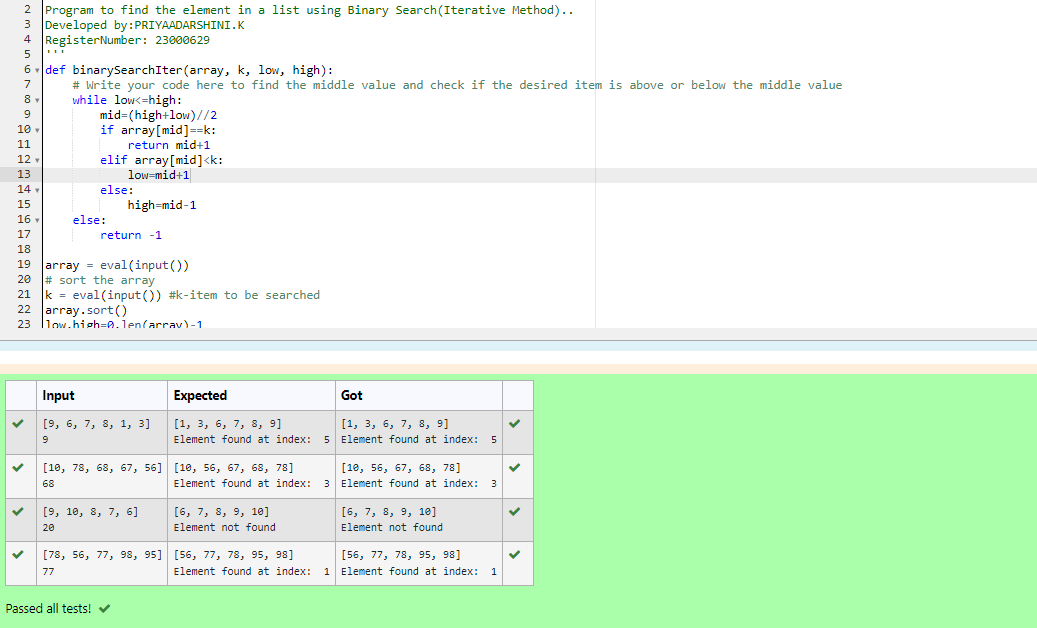 2 Program to find the element in a list using Binary Search(Iterative Method)..
3 Developed by:PRIYAADARSHINI.K
4 RegisterNumber: 23000629
5 '''
6 def binarySearchIter(array, k, low, high):
7 # Write your code here to find the middle value and check if the desired item is above or below the middle value
8 while low<=high:
9 mid=(high+low)//2
10 if array[mid]==k:
11 return mid+1
12 elif array[mid]<k:
13 low=mid+1
14 else:
15 high=mid-1
16 else:
17 return -1
18
19 array = eval(input())
20 # sort the array
21 k = eval(input()) #k-item to be searched
22 array.sort()
23 low,high=0,len(array)-1
Input Expected Got
[9, 6, 7, 8, 1, 3] [1, 3, 6, 7, 8, 9] [1, 3, 6, 7, 8, 9]
9 Element found at index: 5 Element found at index: 5
[10, 78, 68, 67, 56] [10, 56, 67, 68, 78] [10, 56, 67, 68, 78]
68 Element found at index: 3 Element found at index: 3
[9, 10, 8, 7, 6] [6, 7, 8, 9, 10] [6, 7, 8, 9, 10]
20 Element not found Element not found
[78, 56, 77, 98, 95] [56, 77, 78, 95, 98] [56, 77, 78, 95, 98]
77 Element found at index: 1 Element found at index: 1
Passed all tests!